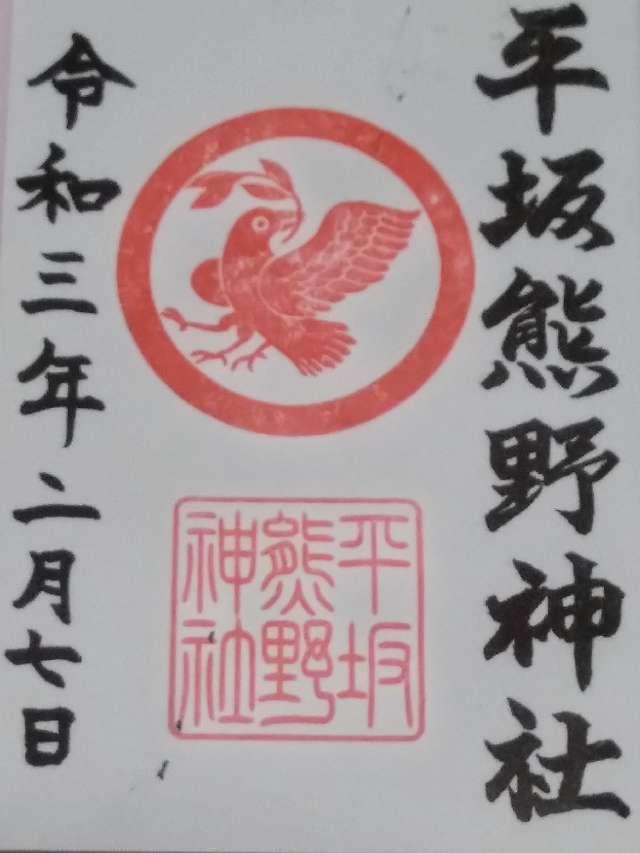 平坂熊野神社
平坂
熊野
神社
令和三年二月七日